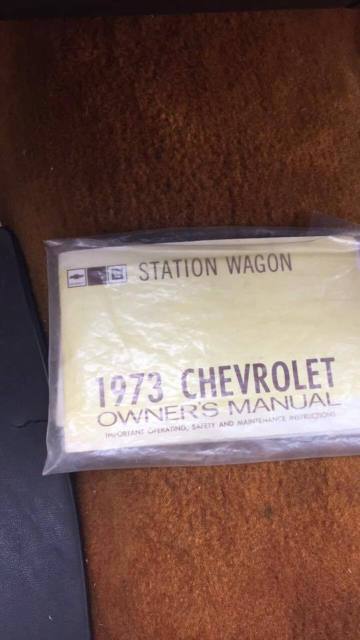 STATION WAGON
1973 CHEVROLET
OWNER'S MANUAL
IMPORTANT OPERATING, SAFETY AND MAINTENANCE INSTRUCTIONS